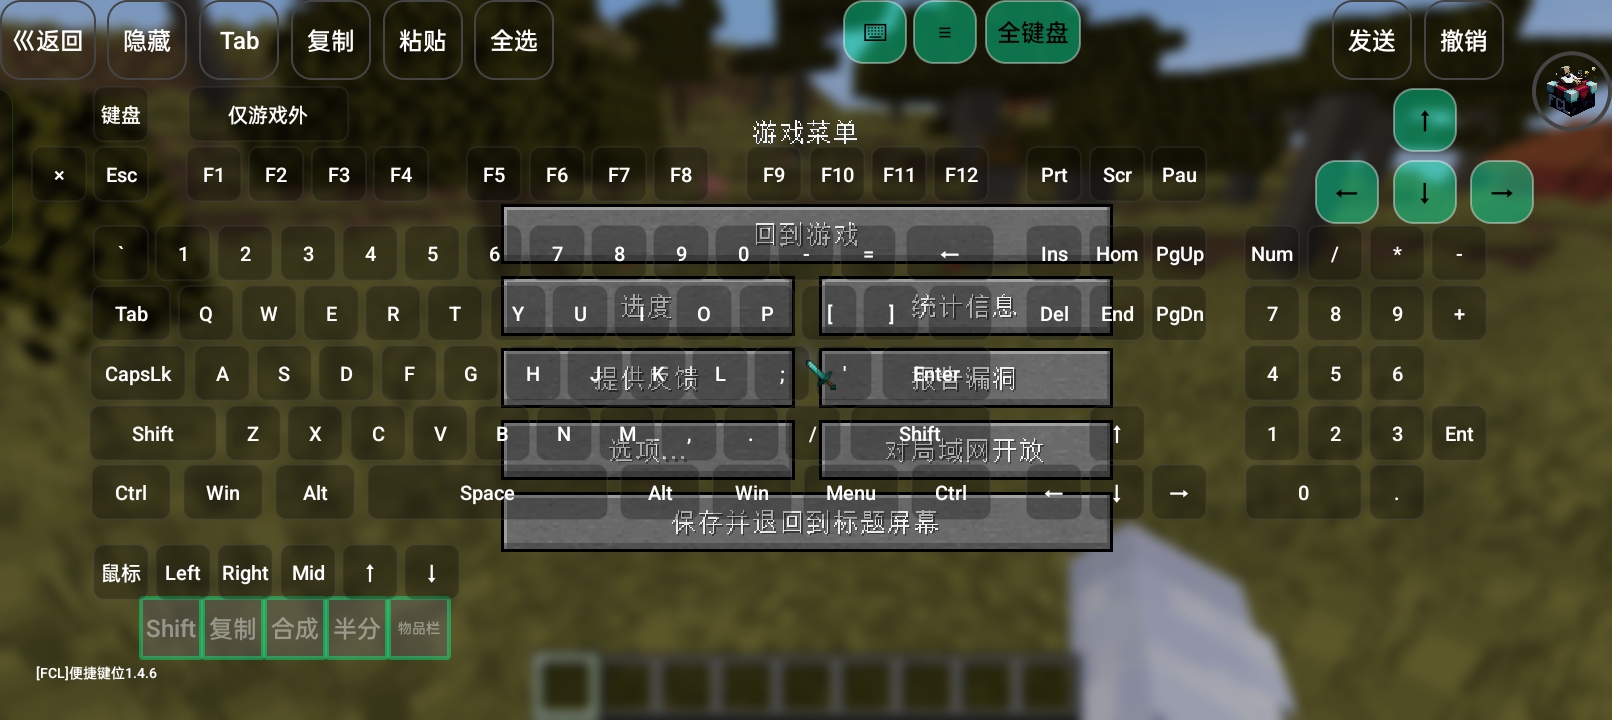 ⟪返回 隐藏 Tab 复制 粘贴 全选 ≡ 全键盘 发送 撤销
键盘 仅游戏外 ↑
游戏菜单
× Esc F1 F2 F3 F4 F5 F6 F7 F8 F9 F10 F11 F12 Prt Scr Pau ← ↓ →
回到游戏
` 1 2 3 4 5 6 7 8 9 0 - = ← Ins Hom PgUp Num / * -
进度 统计信息
Tab Q W E R T Y U I O P [ ] Del End PgDn 7 8 9 +
提供反馈 报告漏洞
CapsLk A S D F G H J K L ; ' Enter 4 5 6
Shift Z X C V B N M , . / Shift ↑ 1 2 3 Ent
选项... 对局域网开放
Ctrl Win Alt Space Alt Win Menu Ctrl ← ↓ → 0 .
保存并退回到标题屏幕
鼠标 Left Right Mid ↑ ↓
Shift 复制 合成 半分 物品栏
[FCL]便捷键位1.4.6